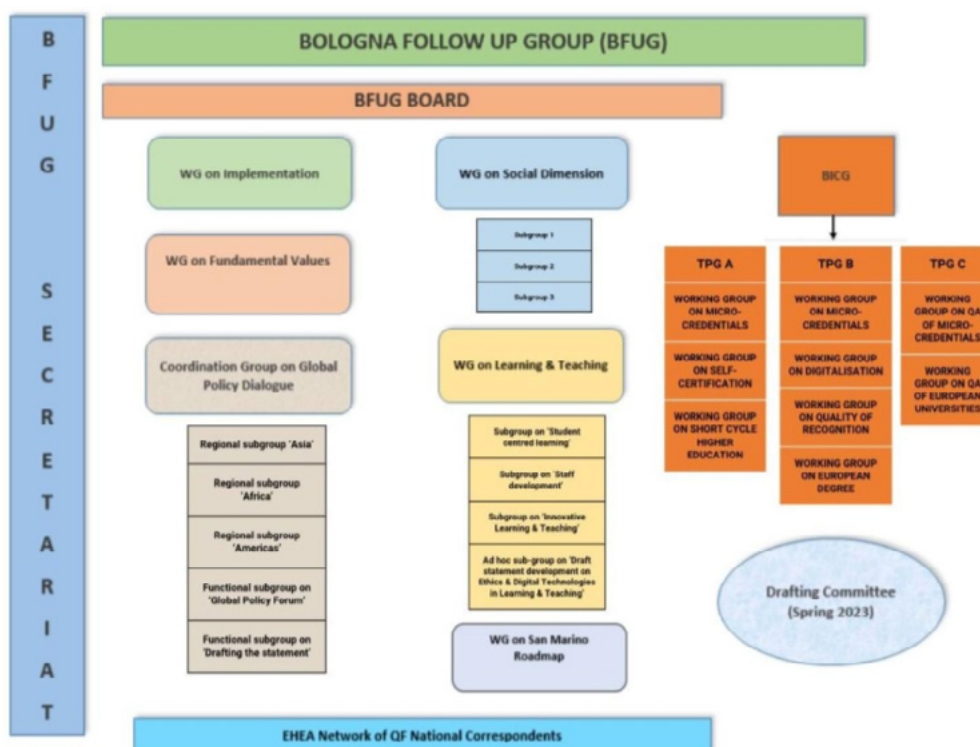 BFUG SECRETARIAT
BOLOGNA FOLLOW UP GROUP (BFUG)
BFUG BOARD
WG on Implementation
WG on Fundamental Values
Coordination Group on Global
Policy Dialogue
Regional subgroup 'Asia'
Regional subgroup
'Africa'
Regional subgroup
'Americas'
Functional subgroup on
'Global Policy Forum'
Functional subgroup on
'Drafting the statement'
WG on Social Dimension
Subgroup 1
Subgroup 2
Subgroup 3
WG on Learning & Teaching
Subgroup on 'Student
centred learning'
Subgroup on 'Staff
development'
Subgroup on 'Innovative
Learning & Teaching'
Ad hoc sub-group on 'Draft
statement development on
Ethics & Digital Technologies
in Learning & Teaching'
WG on San Marino
Roadmap
BICG
TPG A
WORKING GROUP
ON MICRO-
CREDENTIALS
WORKING GROUP
ON SELF-
CERTIFICATION
WORKING GROUP
ON SHORT CYCLE
HIGHER
EDUCATION
TPG B
WORKING GROUP
ON MICRO-
CREDENTIALS
WORKING GROUP
ON DIGITALISATION
WORKING GROUP
ON QUALITY OF
RECOGNITION
WORKING GROUP
ON EUROPEAN
DEGREE
TPG C
WORKING
GROUP ON QA
OF MICRO-
CREDENTIALS
WORKING
GROUP ON QA
OF EUROPEAN
UNIVERSITIES
Drafting Committee
(Spring 2023)
EHEA Network of QF National Correspondents